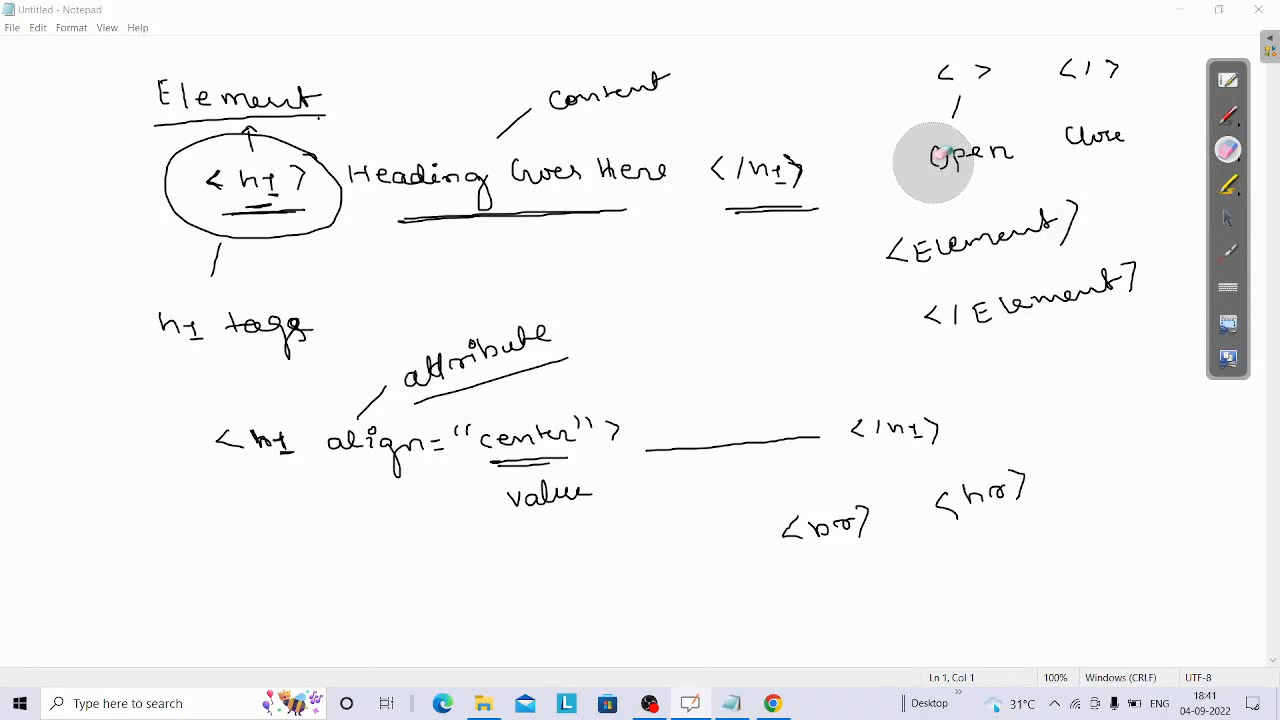 Untitled - Notepad
File Edit Format View Help
Element
content
< > </>
Open Close
<h1> Heading Goes Here </h1>
<Element>
</Element>
h1 tags
attribute
<h1 align="center"> </h1>
value
<br> <hr>
Ln 1, Col 1 100% Windows (CRLF) UTF-8
Type here to search
Desktop
31°C
ENG
18:41
04-09-2022